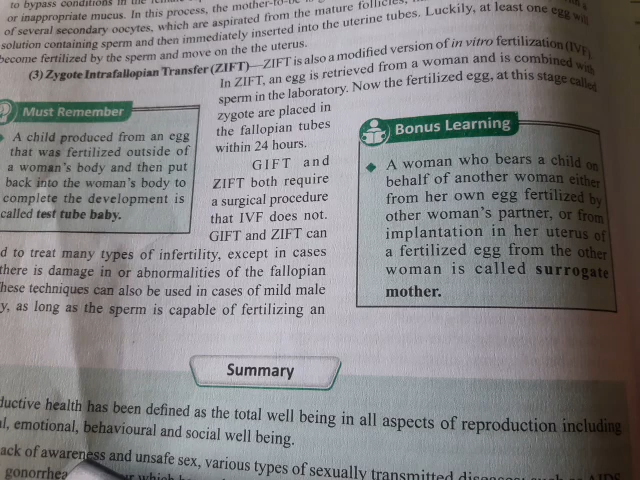 to bypass conditions in the female
or inappropriate mucus. In this process, the mother-to-be
of several secondary oocytes, which are aspirated from the mature follicles,
solution containing sperm and then immediately inserted into the uterine tubes. Luckily, at least one egg will
become fertilized by the sperm and move on the the uterus.
(3) Zygote Intrafallopian Transfer (ZIFT)—ZIFT is also a modified version of in vitro fertilization (IVF).
In ZIFT, an egg is retrieved from a woman and is combined with
sperm in the laboratory. Now the fertilized egg, at this stage called
zygote are placed in
the fallopian tubes
within 24 hours.
GIFT and
ZIFT both require
a surgical procedure
that IVF does not.
GIFT and ZIFT can
Must Remember
A child produced from an egg
that was fertilized outside of
a woman's body and then put
back into the woman's body to
complete the development is
called test tube baby.
Bonus Learning
◆ A woman who bears a child on
behalf of another woman either
from her own egg fertilized by
other woman's partner, or from
implantation in her uterus of
a fertilized egg from the other
woman is called surrogate
mother.
d to treat many types of infertility, except in cases
there is damage in or abnormalities of the fallopian
hese techniques can also be used in cases of mild male
y, as long as the sperm is capable of fertilizing an
Summary
ductive health has been defined as the total well being in all aspects of reproduction including
al, emotional, behavioural and social well being.
ack of awareness and unsafe sex, various types of sexually transmitted diseases; such as AIDS
gonorrhea which